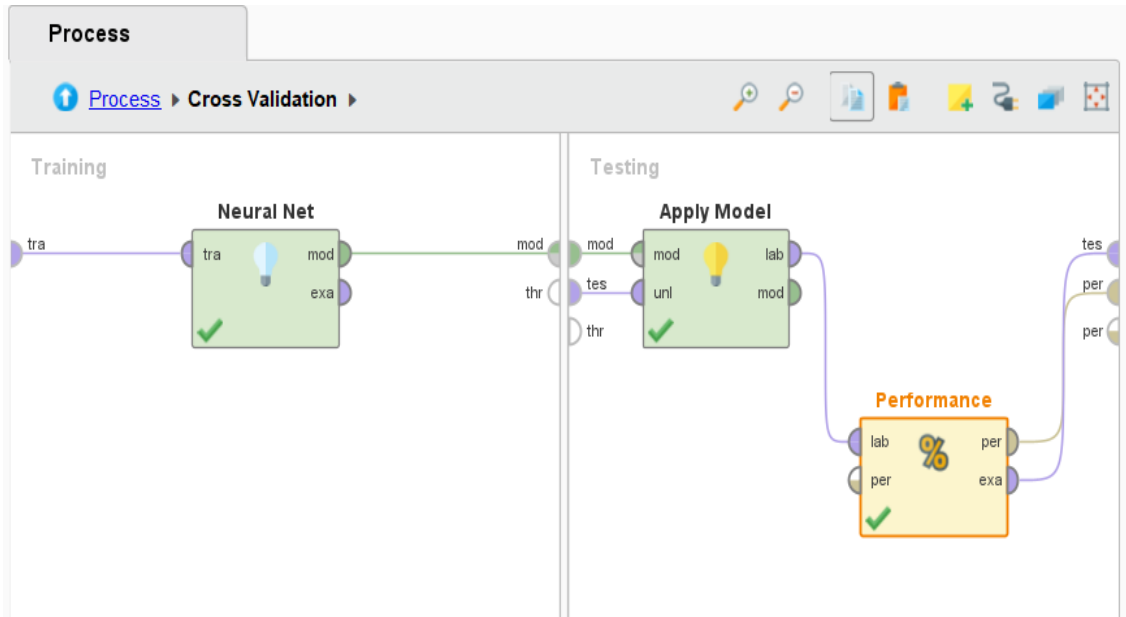 Process
Process Cross Validation
Training
Testing
Neural Net
Apply Model
tra
tra
mod
exa
mod
thr
mod
tes
thr
mod
unl
lab
mod
tes
per
per
Performance
lab
per
%
per
exa